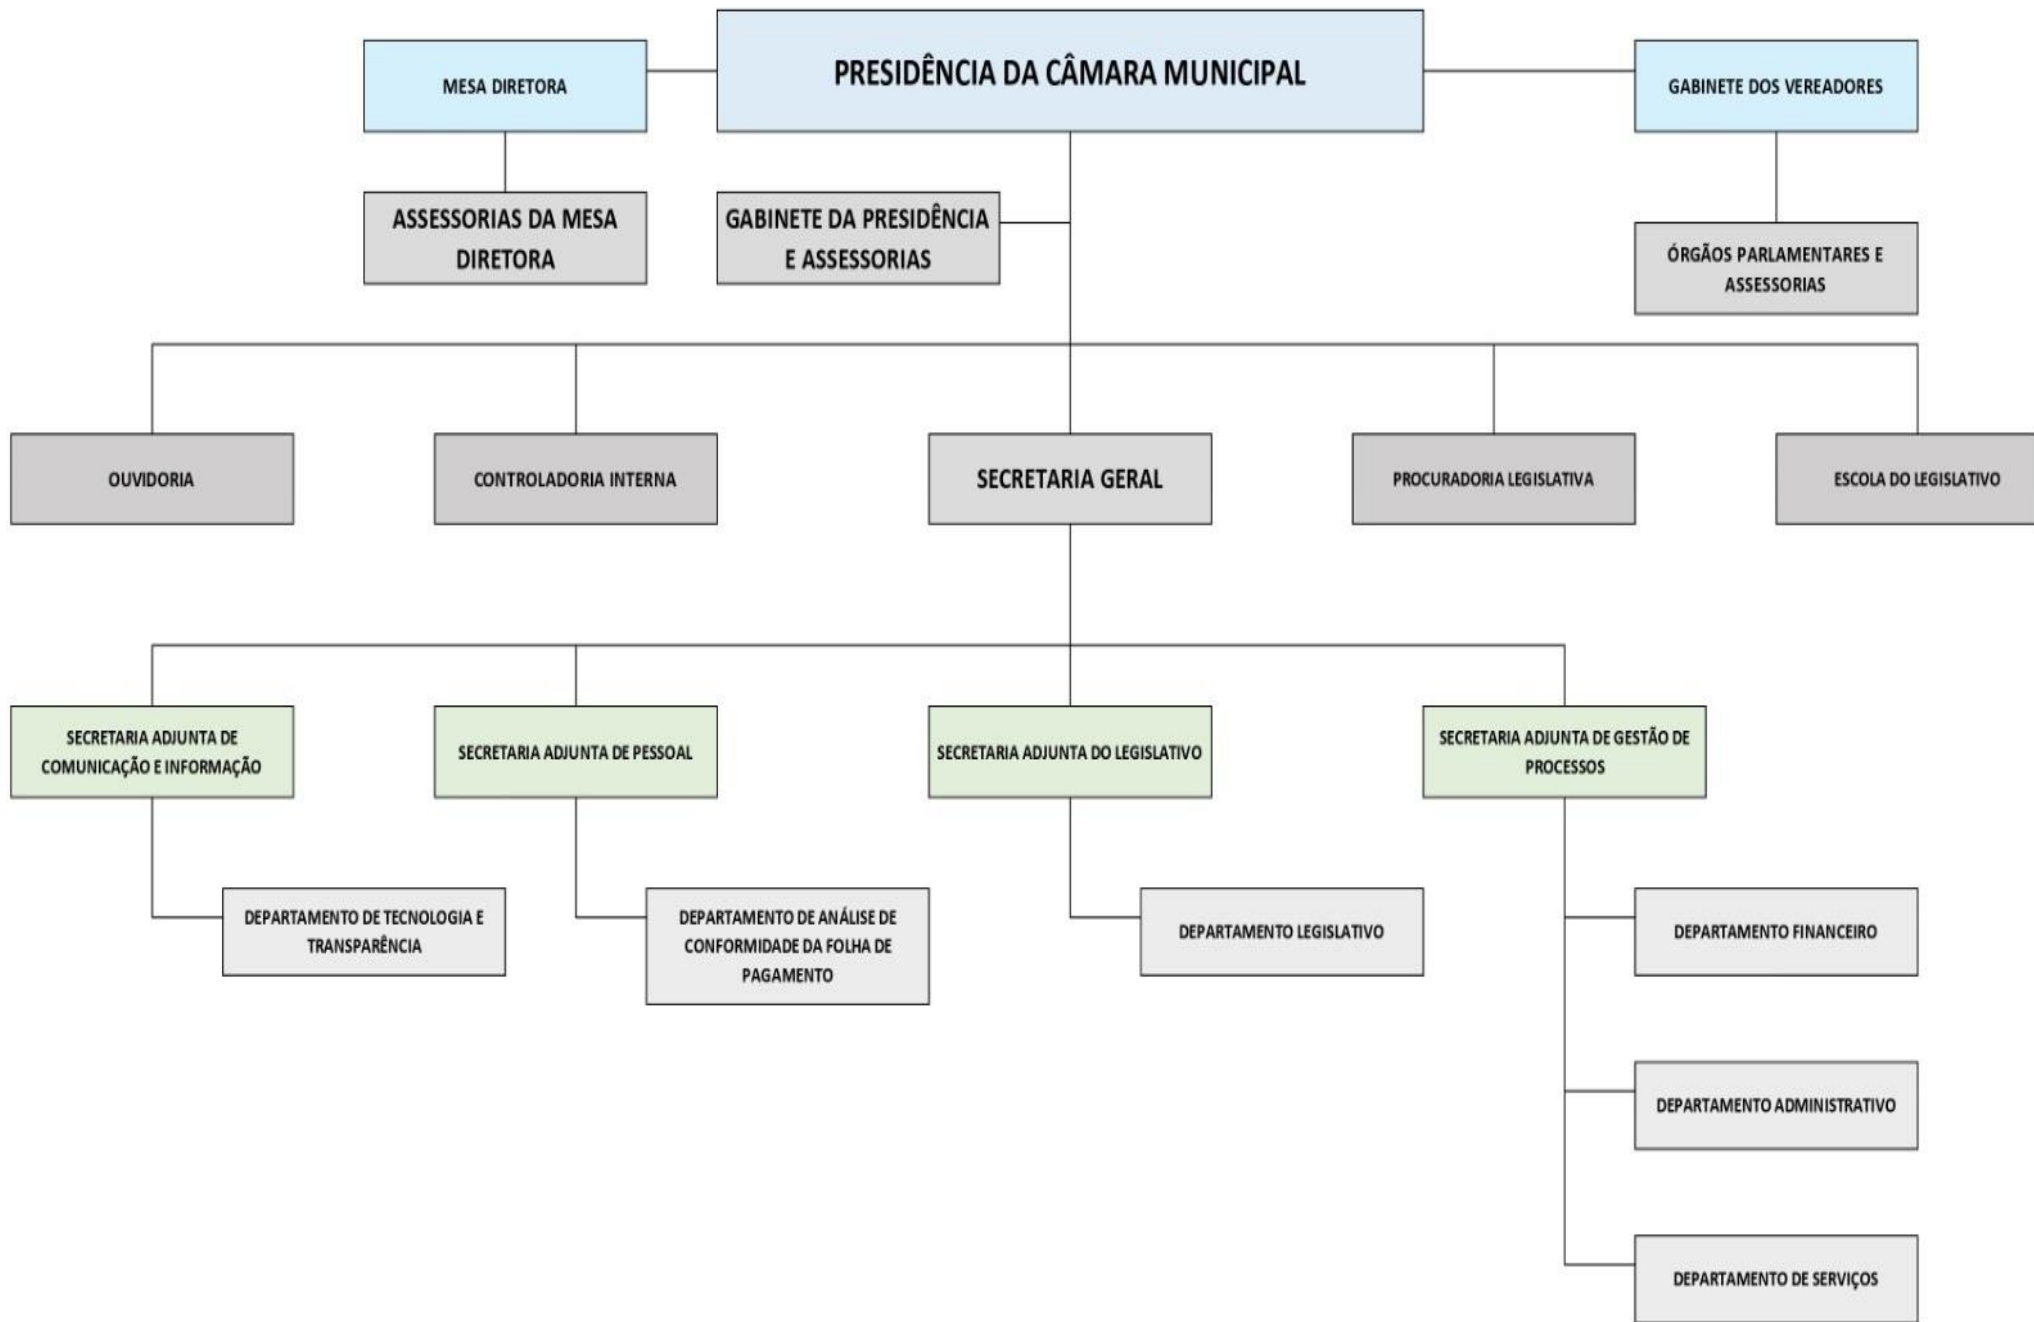 MESA DIRETORA
PRESIDÊNCIA DA CÂMARA MUNICIPAL
GABINETE DOS VEREADORES
ASSESSORIAS DA MESA
DIRETORA
GABINETE DA PRESIDÊNCIA
E ASSESSORIAS
ÓRGÃOS PARLAMENTARES E
ASSESSORIAS
OUVIDORIA
CONTROLADORIA INTERNA
SECRETARIA GERAL
PROCURADORIA LEGISLATIVA
ESCOLA DO LEGISLATIVO
SECRETARIA ADJUNTA DE
COMUNICAÇÃO E INFORMAÇÃO
SECRETARIA ADJUNTA DE PESSOAL
SECRETARIA ADJUNTA DO LEGISLATIVO
SECRETARIA ADJUNTA DE GESTÃO DE
PROCESSOS
DEPARTAMENTO DE TECNOLOGIA E
TRANSPARÊNCIA
DEPARTAMENTO DE ANÁLISE DE
CONFORMIDADE DA FOLHA DE
PAGAMENTO
DEPARTAMENTO LEGISLATIVO
DEPARTAMENTO FINANCEIRO
DEPARTAMENTO ADMINISTRATIVO
DEPARTAMENTO DE SERVIÇOS